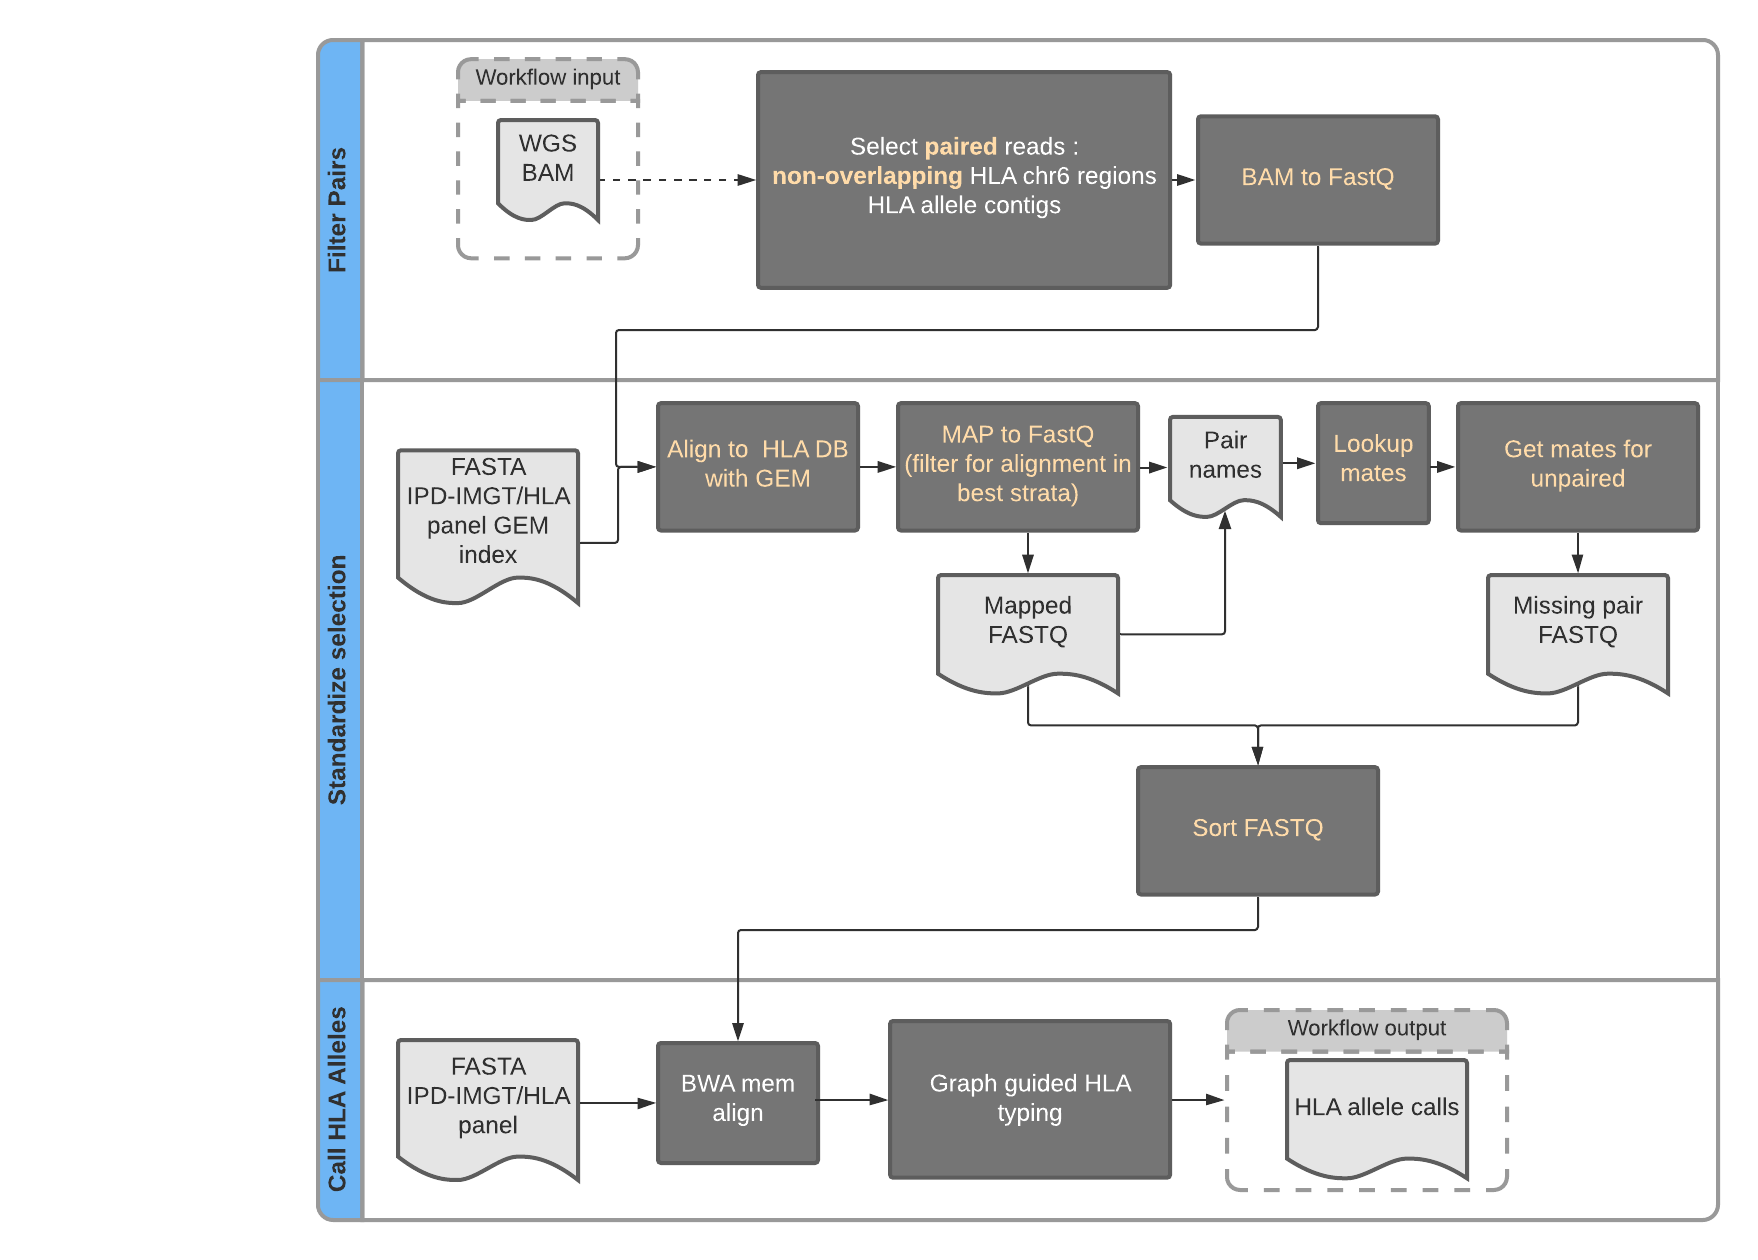 Filter Pairs
Workflow input
WGS
BAM
Select paired reads :
non-overlapping HLA chr6 regions
HLA allele contigs
BAM to FastQ
Standardize selection
FASTA
IPD-IMGT/HLA
panel GEM
index
Align to HLA DB
with GEM
MAP to FastQ
(filter for alignment in
best strata)
Pair
names
Lookup
mates
Get mates for
unpaired
Mapped
FASTQ
Missing pair
FASTQ
Sort FASTQ
Call HLA Alleles
FASTA
IPD-IMGT/HLA
panel
BWA mem
align
Graph guided HLA
typing
Workflow output
HLA allele calls